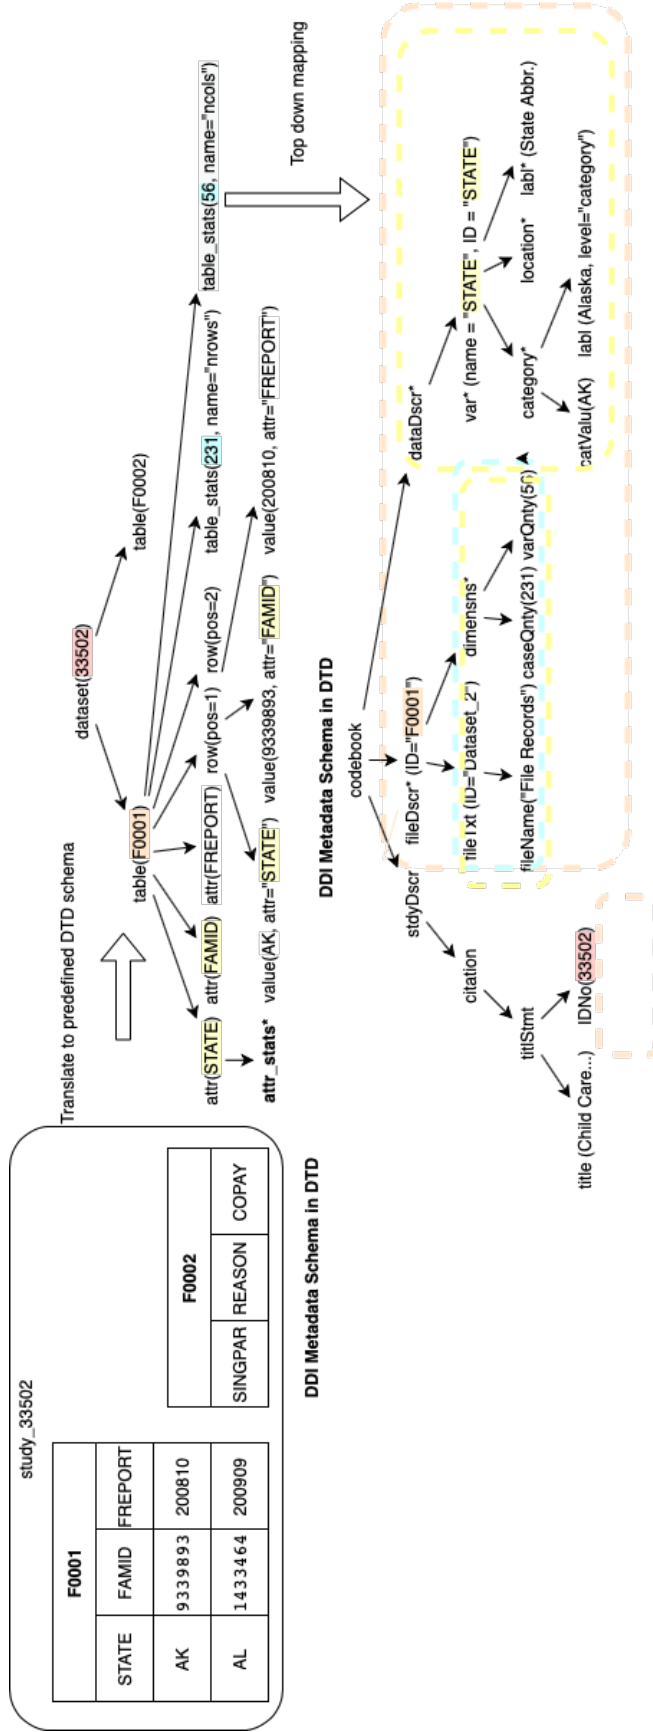 study_33502
F0001
STATE FAMID FREPORT
AK 9339893 200810
AL 1433464 200909
F0002
SINGPAR REASON COPAY
DDI Metadata Schema in DTD
Translate to predefined DTD schema
dataset(33502)
table(F0001) table(F0002)
attr(STATE) attr(FAMID) attr(FREPORT) row(pos=1) row(pos=2) table_stats(231, name="nrows") table_stats(56, name="ncols")
attr_stats* value(AK, attr="STATE") value(9339893, attr="FAMID") value(200810, attr="FREPORT")
Top down mapping
DDI Metadata Schema in DTD
codebook
stdyDscr fileDscr* (ID="F0001") dataDscr*
citation fileTxt (ID="Dataset_2") dimensns* var* (name = "STATE", ID = "STATE")
titlStmt fileName("File Records") caseQnty(231) varQnty(56) category* location* labl* (State Abbr.)
title (Child Care...) IDNo(33502) catValu(AK) labl (Alaska, level="category")